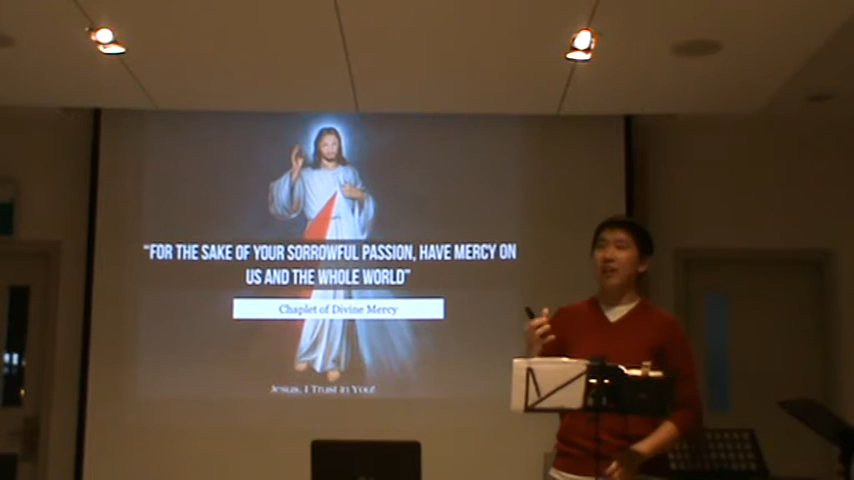 “FOR THE SAKE OF YOUR SORROWFUL PASSION, HAVE MERCY ON
US AND THE WHOLE WORLD”
Chaplet of Divine Mercy
Jesus, I Trust in You!